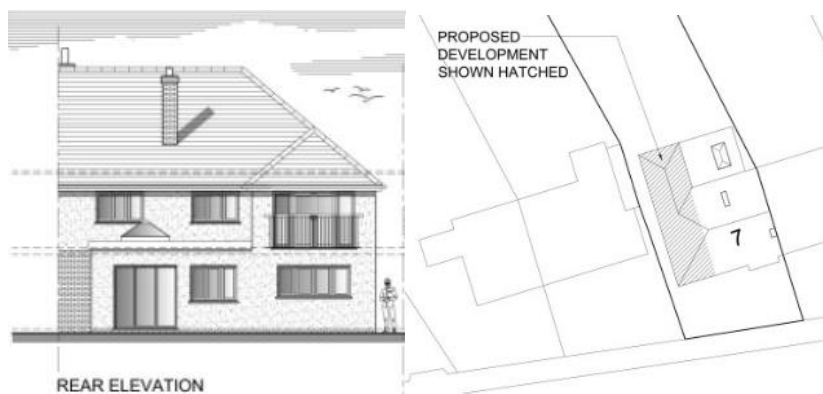 REAR ELEVATION
PROPOSED
DEVELOPMENT
SHOWN HATCHED
7